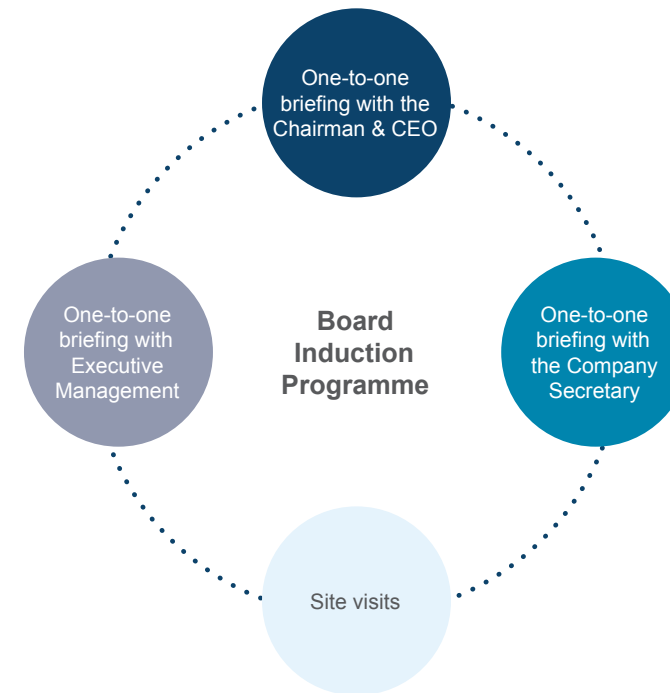 One-to-one
briefing with the
Chairman & CEO
One-to-one
briefing with
Executive
Management
Board
Induction
Programme
One-to-one
briefing with
the Company
Secretary
Site visits